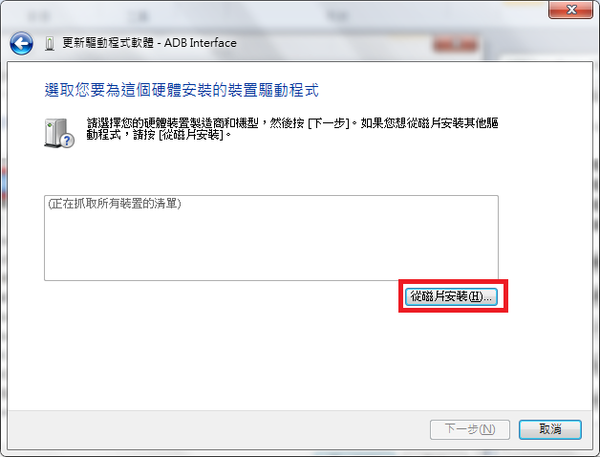 更新驅動程式軟體 - ADB Interface
選取您要為這個硬體安裝的裝置驅動程式
請選擇您的硬體裝置製造商和機型，然後按 [下一步]。如果您想從磁片安裝其他驅
動程式，請按 [從磁片安裝]。
(正在抓取所有裝置的清單)
從磁片安裝(H)...
下一步(N)
取消